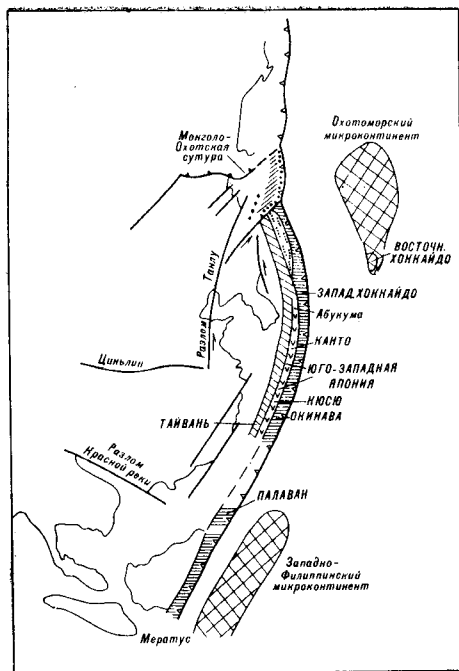 Монголо-
Охотская
сутура
Охотоморский
микроконтинент
ВОСТОЧН.
ХОККАЙДО
Разлом Танлу
ЗАПАД. ХОККАЙДО
Абукума
КАНТО
Циньлин
ЮГО-ЗАПАДНАЯ
ЯПОНИЯ
КЮСЮ
ТАЙВАНЬ
ОКИНАВА
Разлом
Красной реки
ПАЛАВАН
Западно-
Филиппинский
микроконтинент
Мератус